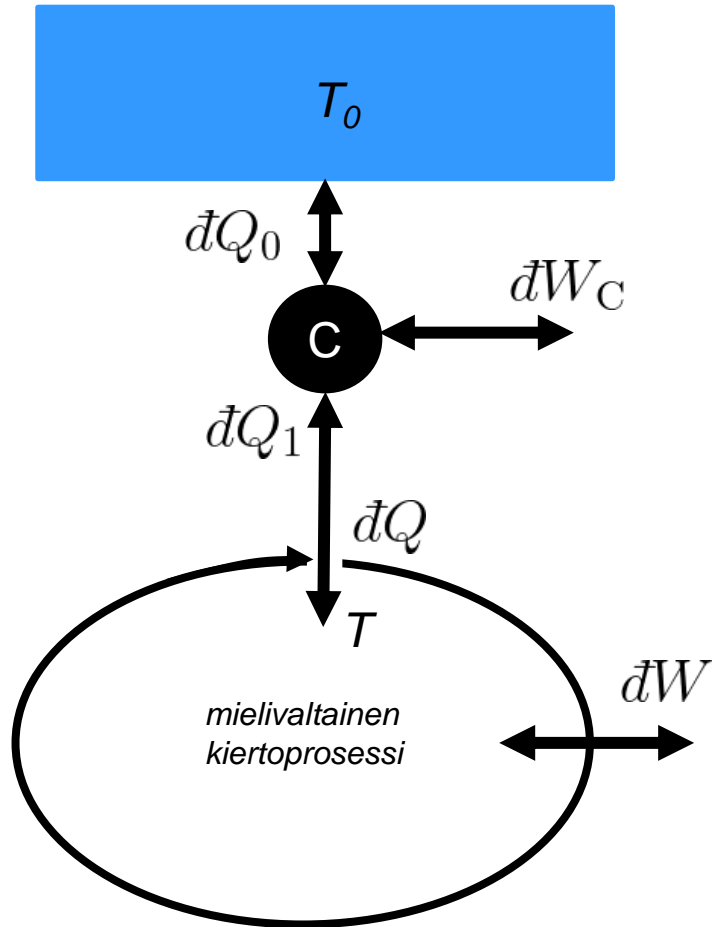 T₀
đQ₀
đW_C
C
đQ₁
đQ
T
đW
mielivaltainen
kiertoprosessi